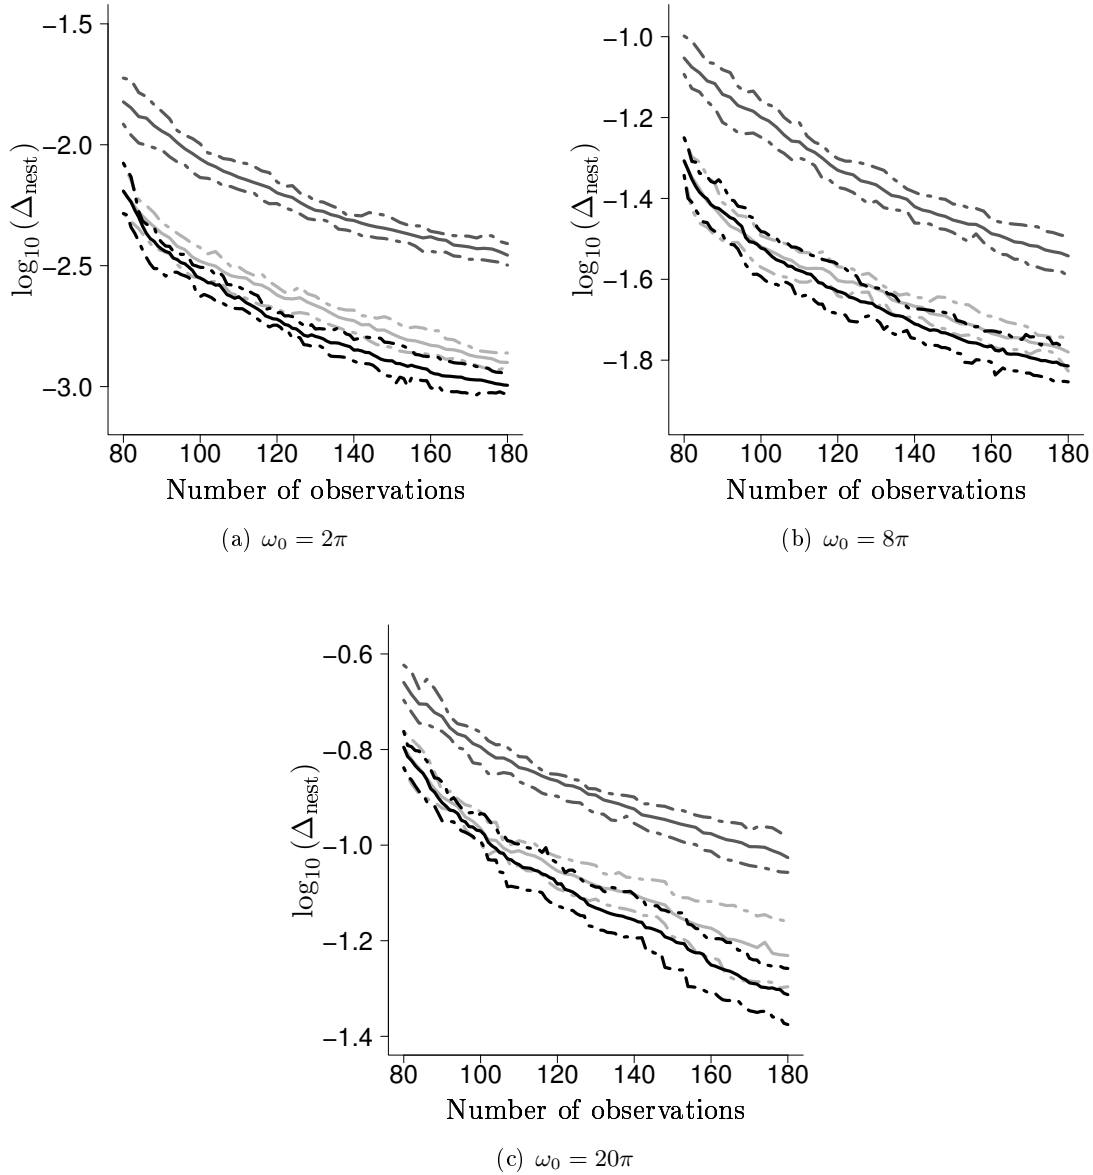 −1.5
−2.0
−2.5
−3.0
log₁₀ (Δnest)
80 100 120 140 160 180
Number of observations
(a) ω₀ = 2π
−1.0
−1.2
−1.4
−1.6
−1.8
log₁₀ (Δnest)
80 100 120 140 160 180
Number of observations
(b) ω₀ = 8π
−0.6
−0.8
−1.0
−1.2
−1.4
log₁₀ (Δnest)
80 100 120 140 160 180
Number of observations
(c) ω₀ = 20π